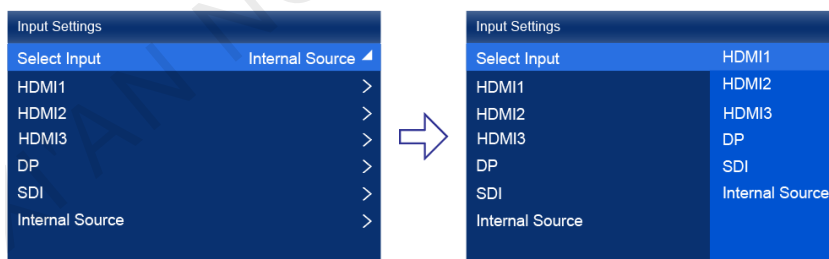 Input Settings
Select Input Internal Source
HDMI1
HDMI2
HDMI3
DP
SDI
Internal Source
Input Settings
Select Input HDMI1
HDMI1 HDMI2
HDMI2 HDMI3
HDMI3 DP
DP SDI
SDI Internal Source
Internal Source